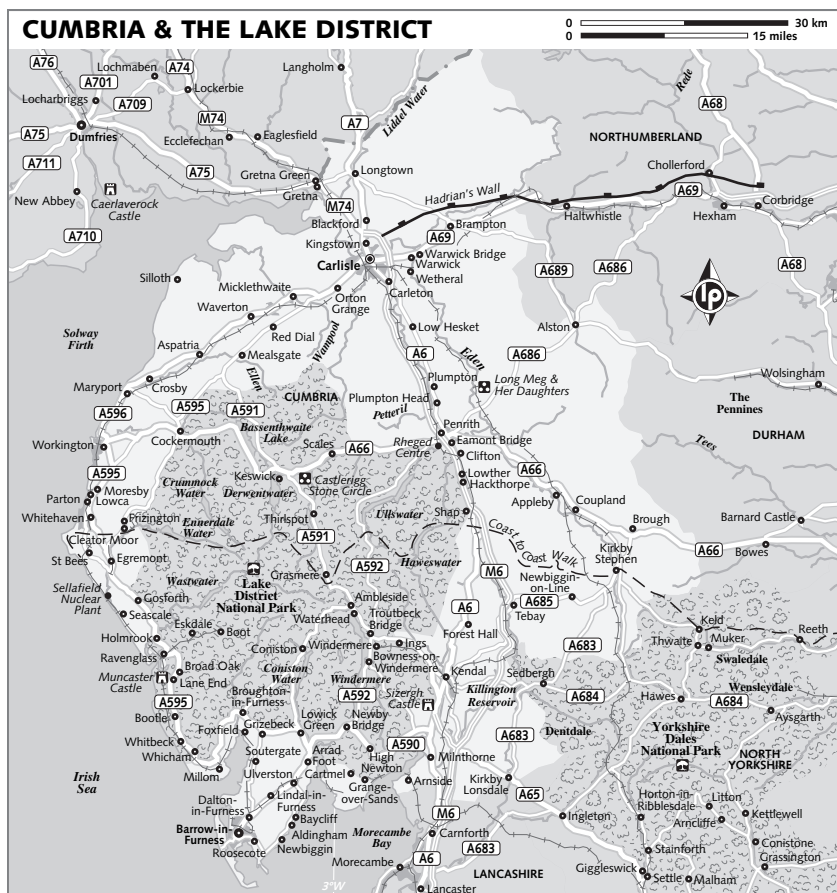 CUMBRIA & THE LAKE DISTRICT
0 30 km
0 15 miles
A76
Lochmaben
A74
Langholm
A701
Lockerbie
Locharbriggs
A709
Liddel Water
Rede
A68
A7
M74
A75
Dumfries
Ecclefechan
Eaglesfield
NORTHUMBERLAND
A711
A75
Chollerford
Gretna Green
Longtown
Hadrian's Wall
A69
New Abbey
Caerlaverock
Castle
Gretna
M74
Corbridge
Blackford
Haltwhistle
Hexham
A710
Brampton
Kingstown
A69
Warwick Bridge
Carlisle
Warwick
A689
A686
A68
Wetheral
Silloth
Micklethwaite
Carleton
Orton
Grange
lp
Waverton
Red Dial
Wampool
Low Hesket
Alston
Solway
Firth
Aspatria
Mealsgate
A6
Eden
A686
Ellen
Plumpton
Long Meg &
Her Daughters
Wolsingham
Crosby
Maryport
A595
A591
CUMBRIA
Plumpton Head
The
Pennines
A596
Petteril
Bassenthwaite
Lake
Penrith
DURHAM
Cockermouth
Scales
A66
Rheged
Centre
Eamont Bridge
Tees
Workington
Clifton
A595
Keswick
Castlerigg
Stone Circle
Lowther
A66
Crummock
Water
Derwentwater
Hackthorpe
Moresby
Parton
Lowca
Appleby
Coupland
Whitehaven
Frizington
Ennerdale
Water
Thirlspot
Ullswater
Shap
Brough
Barnard Castle
Cleator Moor
A591
Coast to Coast Walk
A66
Bowes
St Bees
Egremont
A592
Haweswater
Kirkby
Stephen
Wastwater
Grasmere
M6
Newbiggin-
on-Line
Sellafield
Nuclear
Plant
Gosforth
Lake
District
National Park
Ambleside
A6
A685
Seascale
Waterhead
Troutbeck
Bridge
Tebay
Keld
Reeth
Eskdale
Boot
Forest Hall
Holmrook
Ings
A683
Thwaite
Muker
Coniston
Windermere
Swaledale
Ravenglass
Bowness-on-
Windermere
Broad Oak
Kendal
Sedbergh
Muncaster
Castle
Lane End
Coniston
Water
Windermere
Wensleydale
Broughton-
in-Furness
Sizergh
Castle
Killington
Reservoir
A684
Hawes
A684
A595
A592
Aysgarth
Bootle
Lowick
Green
Newby
Bridge
Foxfield
Grizebeck
Dentdale
Yorkshire
Dales
National Park
Whitbeck
A590
A683
NORTH
YORKSHIRE
Whicham
Soutergate
Arrad
Foot
High
Newton
Milnthorpe
Irish
Sea
Millom
Ulverston
Cartmel
Arnside
Kirkby
Lonsdale
Grange-
over-Sands
Horton-in-
Ribblesdale
Litton
Lindal-in-
Furness
A65
Dalton-
in-Furness
Baycliff
M6
Ingleton
Arncliffe
Kettlewell
Barrow-in-
Furness
Aldingham
Morecambe
Bay
Carnforth
Newbiggin
Stainforth
Conistone
Roosecote
A683
A6
Grassington
Giggleswick
Morecambe
LANCASHIRE
3°W
Settle
Malham
Lancaster